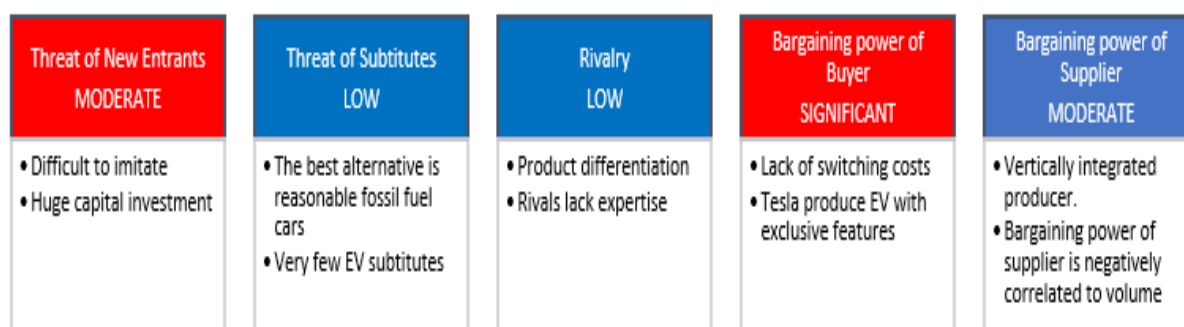 Threat of New Entrants
MODERATE
• Difficult to imitate
• Huge capital investment
Threat of Subtitutes
LOW
• The best alternative is
reasonable fossil fuel
cars
• Very few EV subtitutes
Rivalry
LOW
• Product differentiation
• Rivals lack expertise
Bargaining power of
Buyer
SIGNIFICANT
• Lack of switching costs
• Tesla produce EV with
exclusive features
Bargaining power of
Supplier
MODERATE
• Vertically integrated
producer.
• Bargaining power of
supplier is negatively
correlated to volume